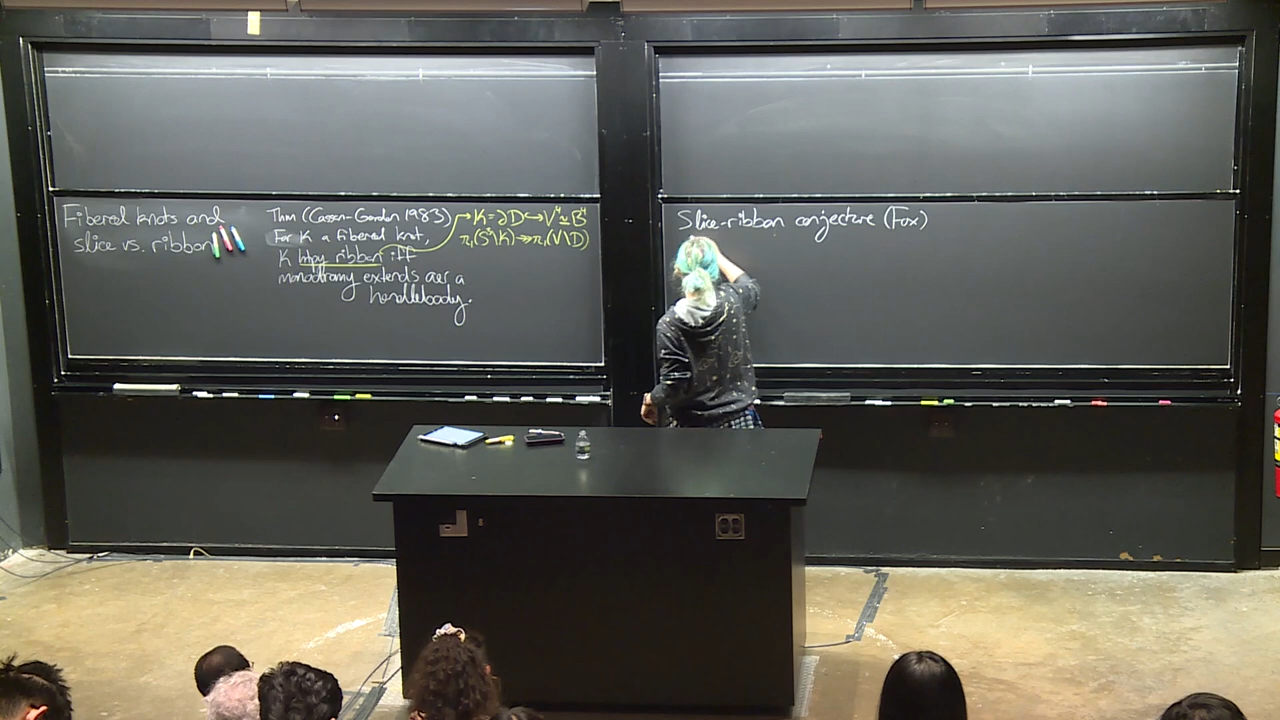 Fibered knots and
slice vs. ribbon
Thm (Casson-Gordon 1983)
For K a fibered knot,
K htpy ribbon iff
monodromy extends over a
handlebody.
K = ∂D ↪ V⁴ ≃ B⁴
π₁(S³\K) ↠ π₁(V\D)
Slice-ribbon conjecture (Fox)